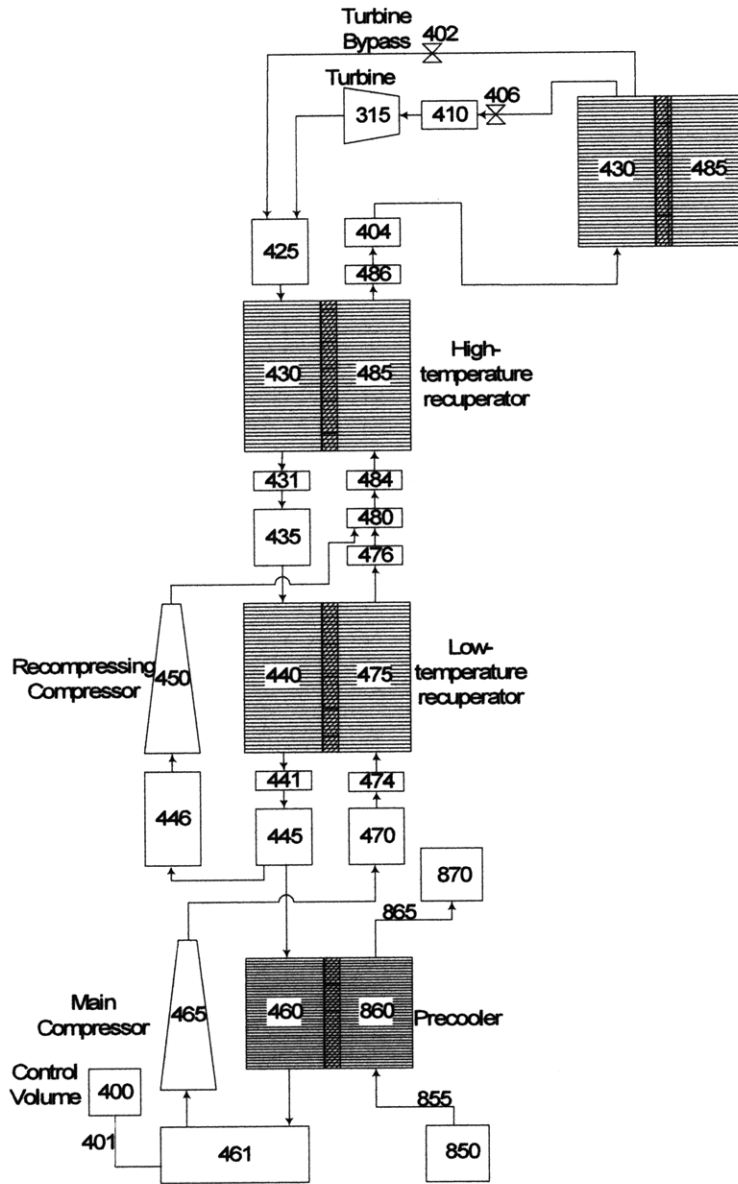 Turbine
Bypass
402
Turbine
406
315
410
430
485
404
425
486
430
485
High-
temperature
recuperator
431
484
480
435
476
Recompressing
Compressor
450
440
475
Low-
temperature
recuperator
441
474
446
445
470
870
865
Main
Compressor
465
460
860
Precooler
Control
Volume
400
855
401
461
850